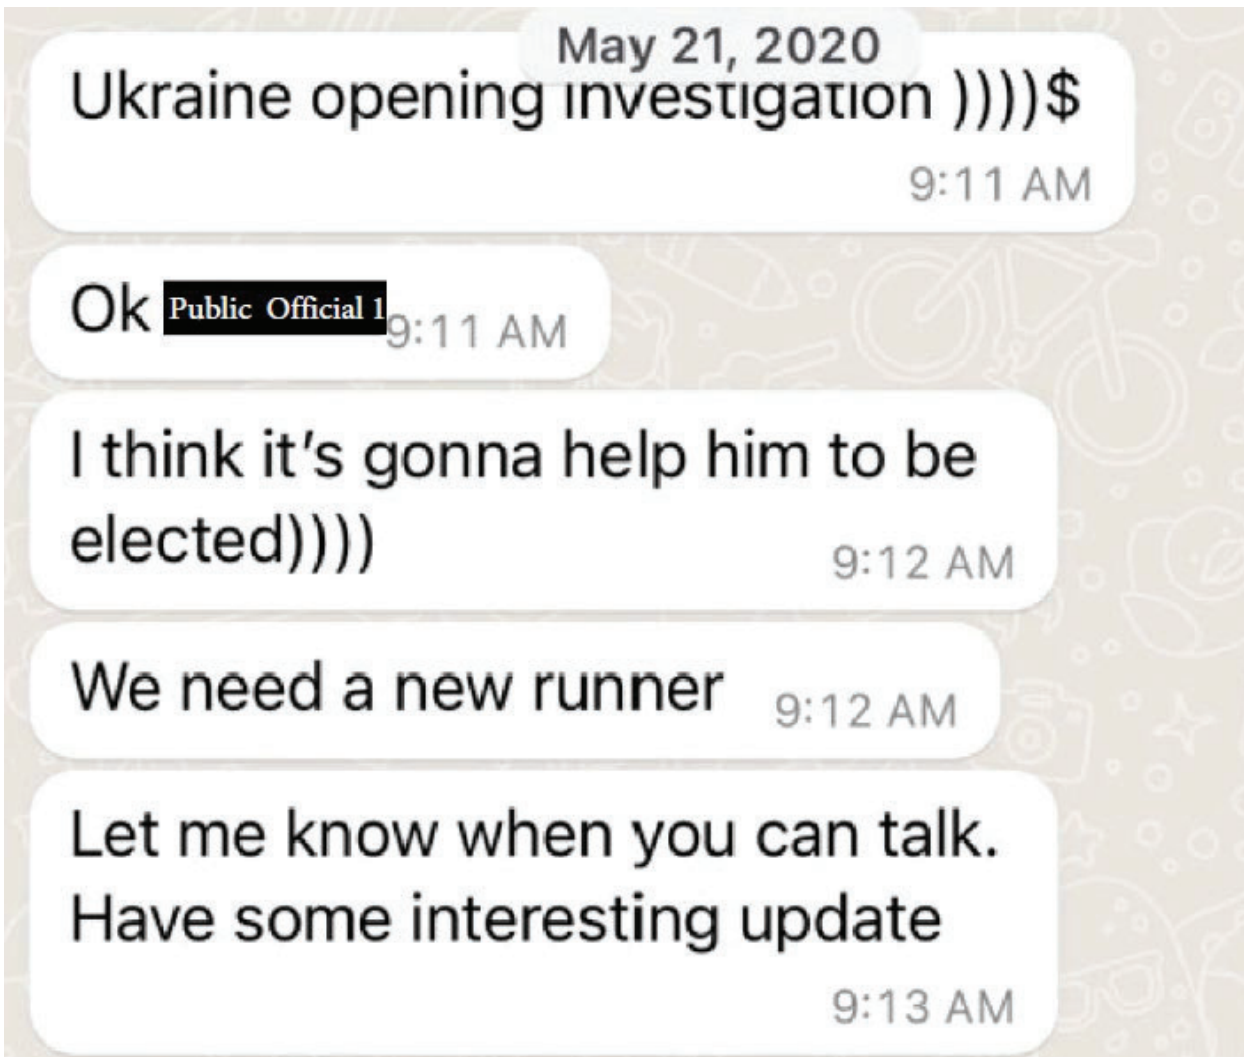 May 21, 2020
Ukraine opening investigation ))))$
9:11 AM
Ok Public Official 1 9:11 AM
I think it's gonna help him to be
elected))))
9:12 AM
We need a new runner 9:12 AM
Let me know when you can talk.
Have some interesting update
9:13 AM